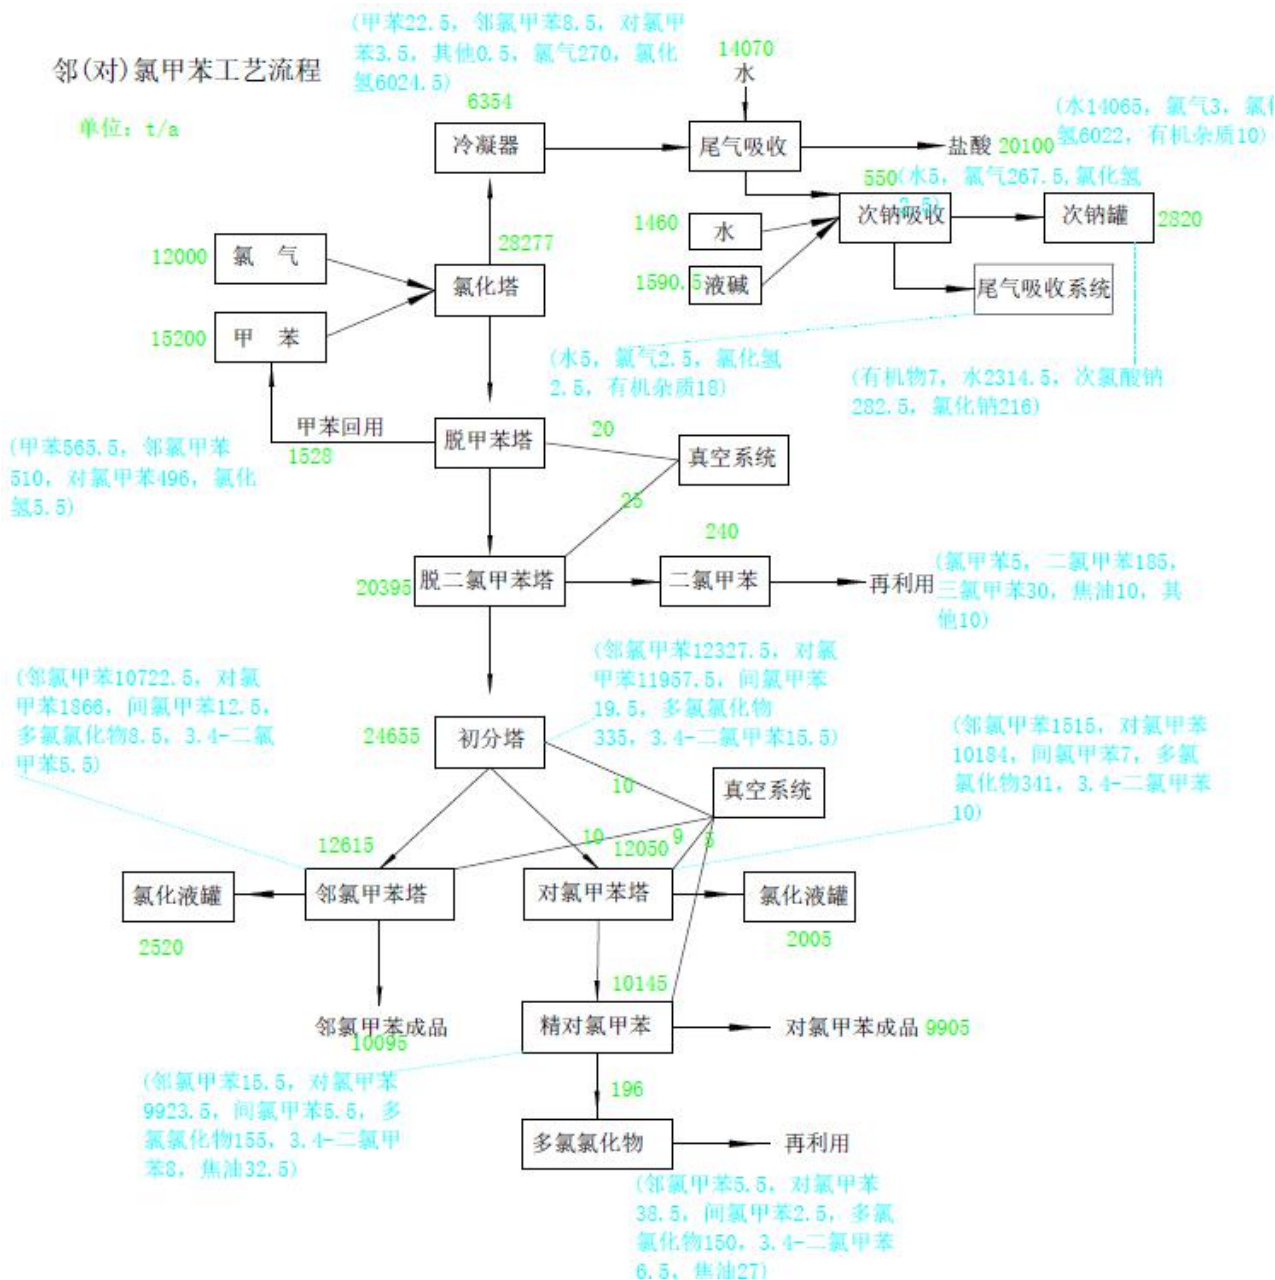 (甲苯22.5，邻氯甲苯8.5，对氯甲
苯3.5，其他0.5，氯气270，氯化
氢6024.5)
邻(对)氯甲苯工艺流程
单位：t/a
6354
冷凝器
14070
水
尾气吸收
盐酸 20100
(水14065，氯气3，氯化
氢6022，有机杂质10)
550 (水5，氯气267.5,氯化氢
2.5)
1460
水
次钠吸收
次钠罐
2820
12000
氯 气
28277
氯化塔
1590.5
液碱
尾气吸收系统
15200
甲 苯
(水5，氯气2.5，氯化氢
2.5，有机杂质18)
(有机物7，水2314.5，次氯酸钠
282.5，氯化钠216)
甲苯回用
1528
(甲苯565.5，邻氯甲苯
510，对氯甲苯496，氯化
氢5.5)
脱甲苯塔
20
真空系统
25
20395
脱二氯甲苯塔
240
二氯甲苯
再利用
(氯甲苯5，二氯甲苯185，
三氯甲苯30，焦油10，其
他10)
(邻氯甲苯10722.5，对氯
甲苯1866，间氯甲苯12.5，
多氯氯化物8.5，3.4-二氯
甲苯5.5)
(邻氯甲苯12327.5，对氯
甲苯11957.5，间氯甲苯
19.5，多氯氯化物
335，3.4-二氯甲苯15.5)
(邻氯甲苯1515，对氯甲苯
10184，间氯甲苯7，多氯
氯化物341，3.4-二氯甲苯
10)
24655
初分塔
10
真空系统
12615
10
12050
9
5
氯化液罐
邻氯甲苯塔
对氯甲苯塔
氯化液罐
2520
2005
10145
邻氯甲苯成品
10095
精对氯甲苯
对氯甲苯成品 9905
(邻氯甲苯15.5，对氯甲苯
9923.5，间氯甲苯5.5，多
氯氯化物155，3.4-二氯甲
苯8，焦油32.5)
196
多氯氯化物
再利用
(邻氯甲苯5.5，对氯甲苯
38.5，间氯甲苯2.5，多氯
氯化物150，3.4-二氯甲苯
6.5，焦油27)